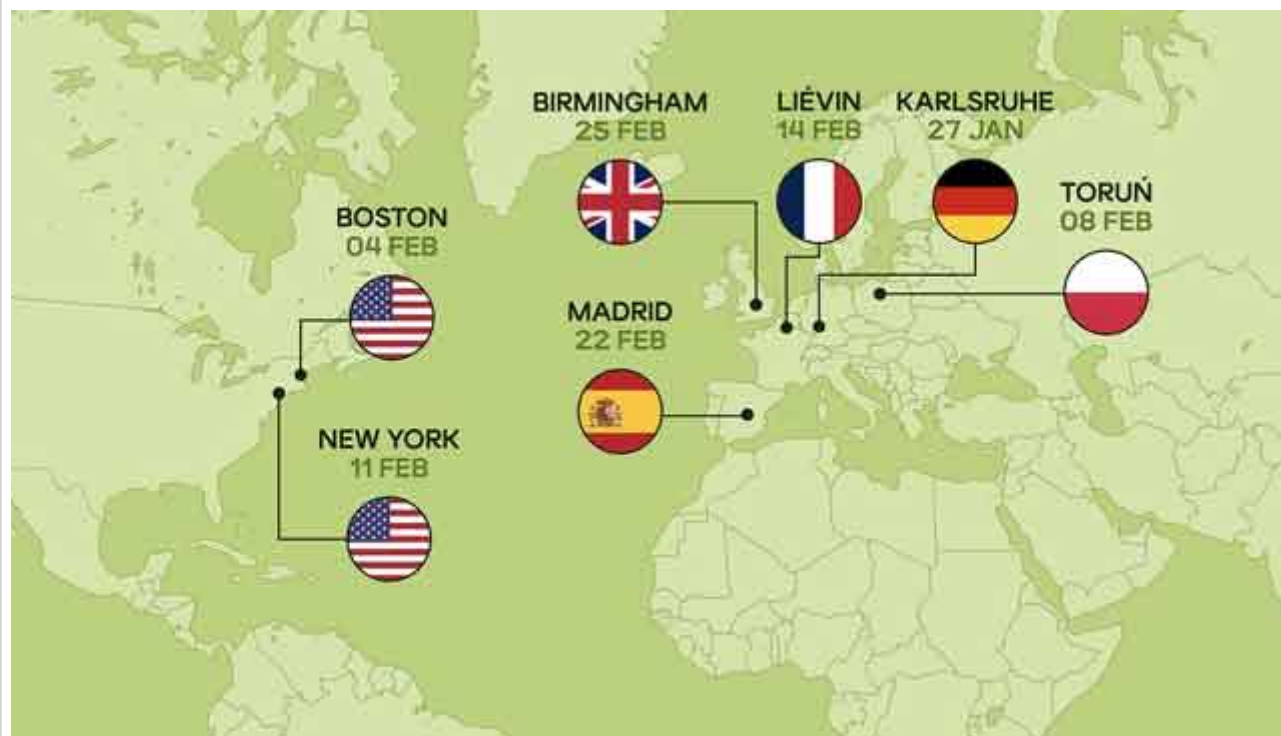 BIRMINGHAM
25 FEB
LIÉVIN
14 FEB
KARLSRUHE
27 JAN
TORUŃ
08 FEB
BOSTON
04 FEB
MADRID
22 FEB
NEW YORK
11 FEB